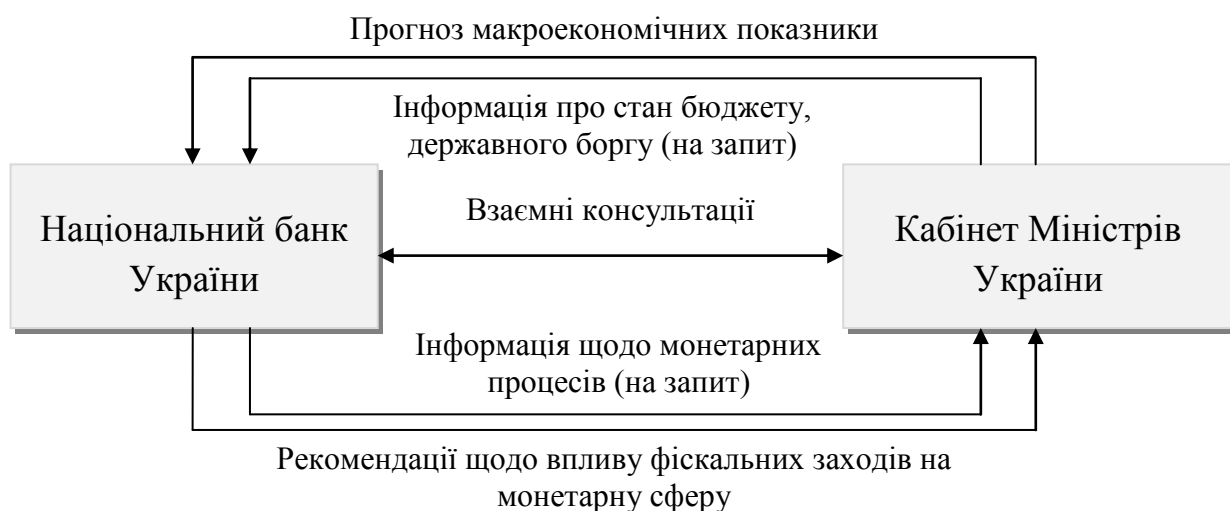 Прогноз макроекономічних показники
Інформація про стан бюджету,
державного боргу (на запит)
Національний банк
України
Взаємні консультації
Кабінет Міністрів
України
Інформація щодо монетарних
процесів (на запит)
Рекомендації щодо впливу фіскальних заходів на
монетарну сферу